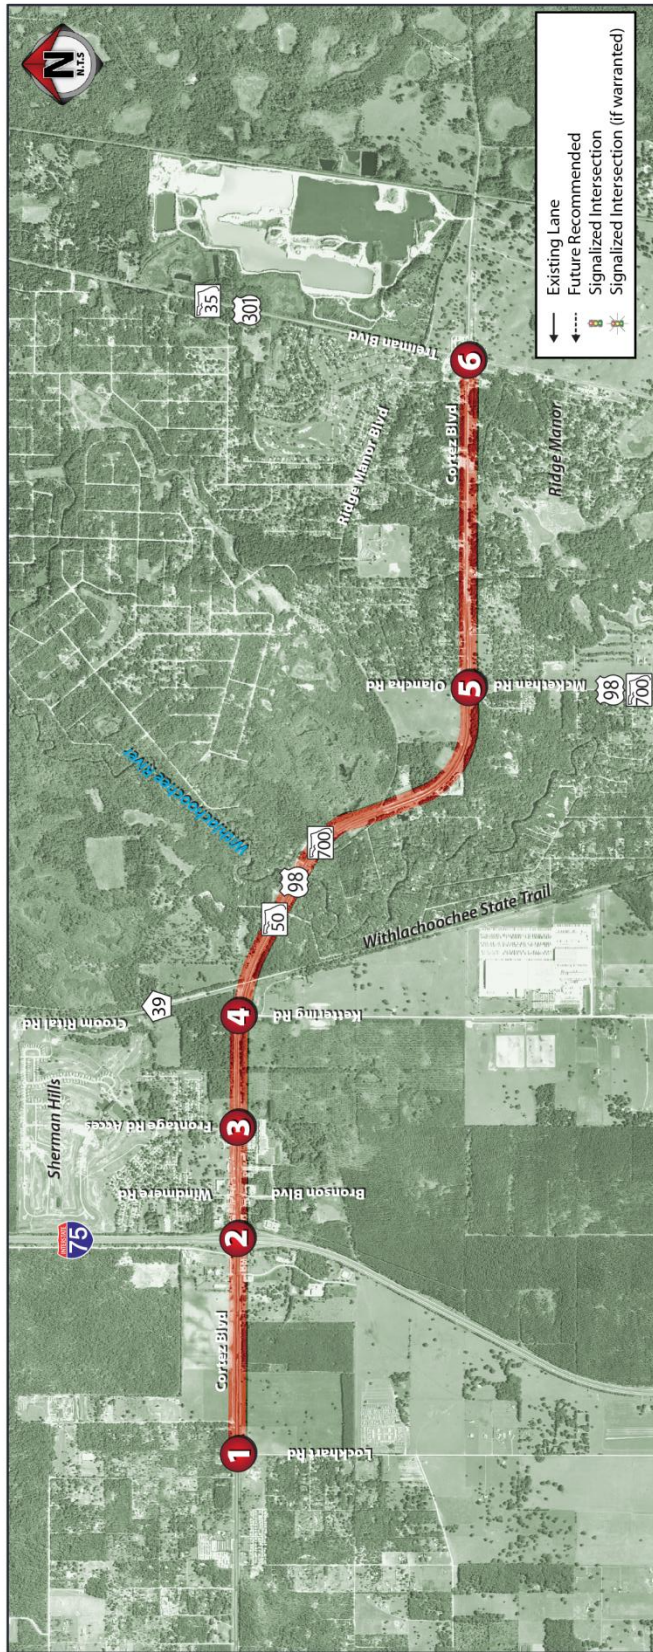 N
N.T.S
Sherman Hills
INTERSTATE
75
Croom Rital Rd
39
Withlachoochee River
35
301
Treiman Blvd
Ridge Manor Blvd
Cortez Blvd
1
Lockhart Rd
2
Windmere Rd
Bronson Blvd
3
Frontage Rd Acces
4
Kettering Rd
50
98
700
Withlachoochee State Trail
Olancha Rd
5
McKethan Rd
98
700
Cortez Blvd
6
Ridge Manor
Existing Lane
Future Recommended
Signalized Intersection
Signalized Intersection (if warranted)